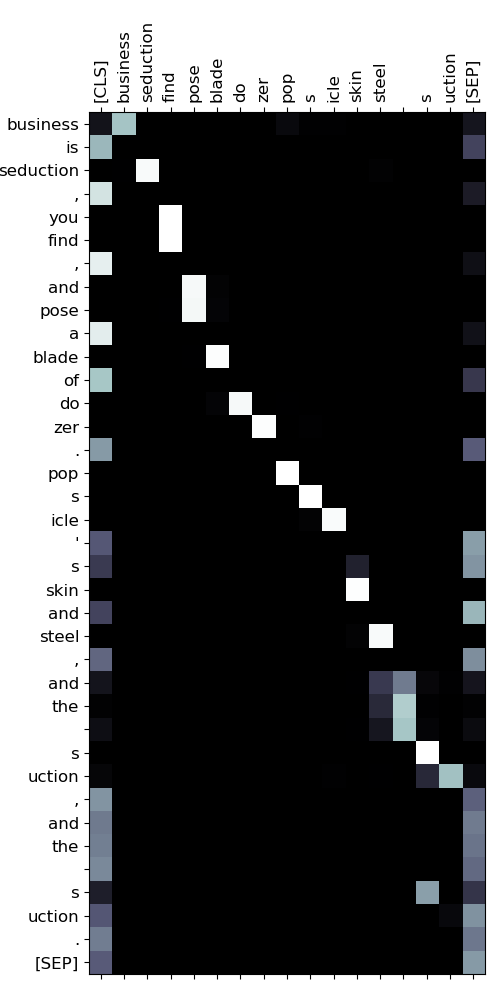 [CLS]
business
seduction
find
pose
blade
do
zer
pop
s
icle
skin
steel
s
uction
[SEP]
business
is
seduction
,
you
find
,
and
pose
a
blade
of
do
zer
.
pop
s
icle
'
s
skin
and
steel
,
and
the
s
uction
,
and
the
s
uction
.
[SEP]